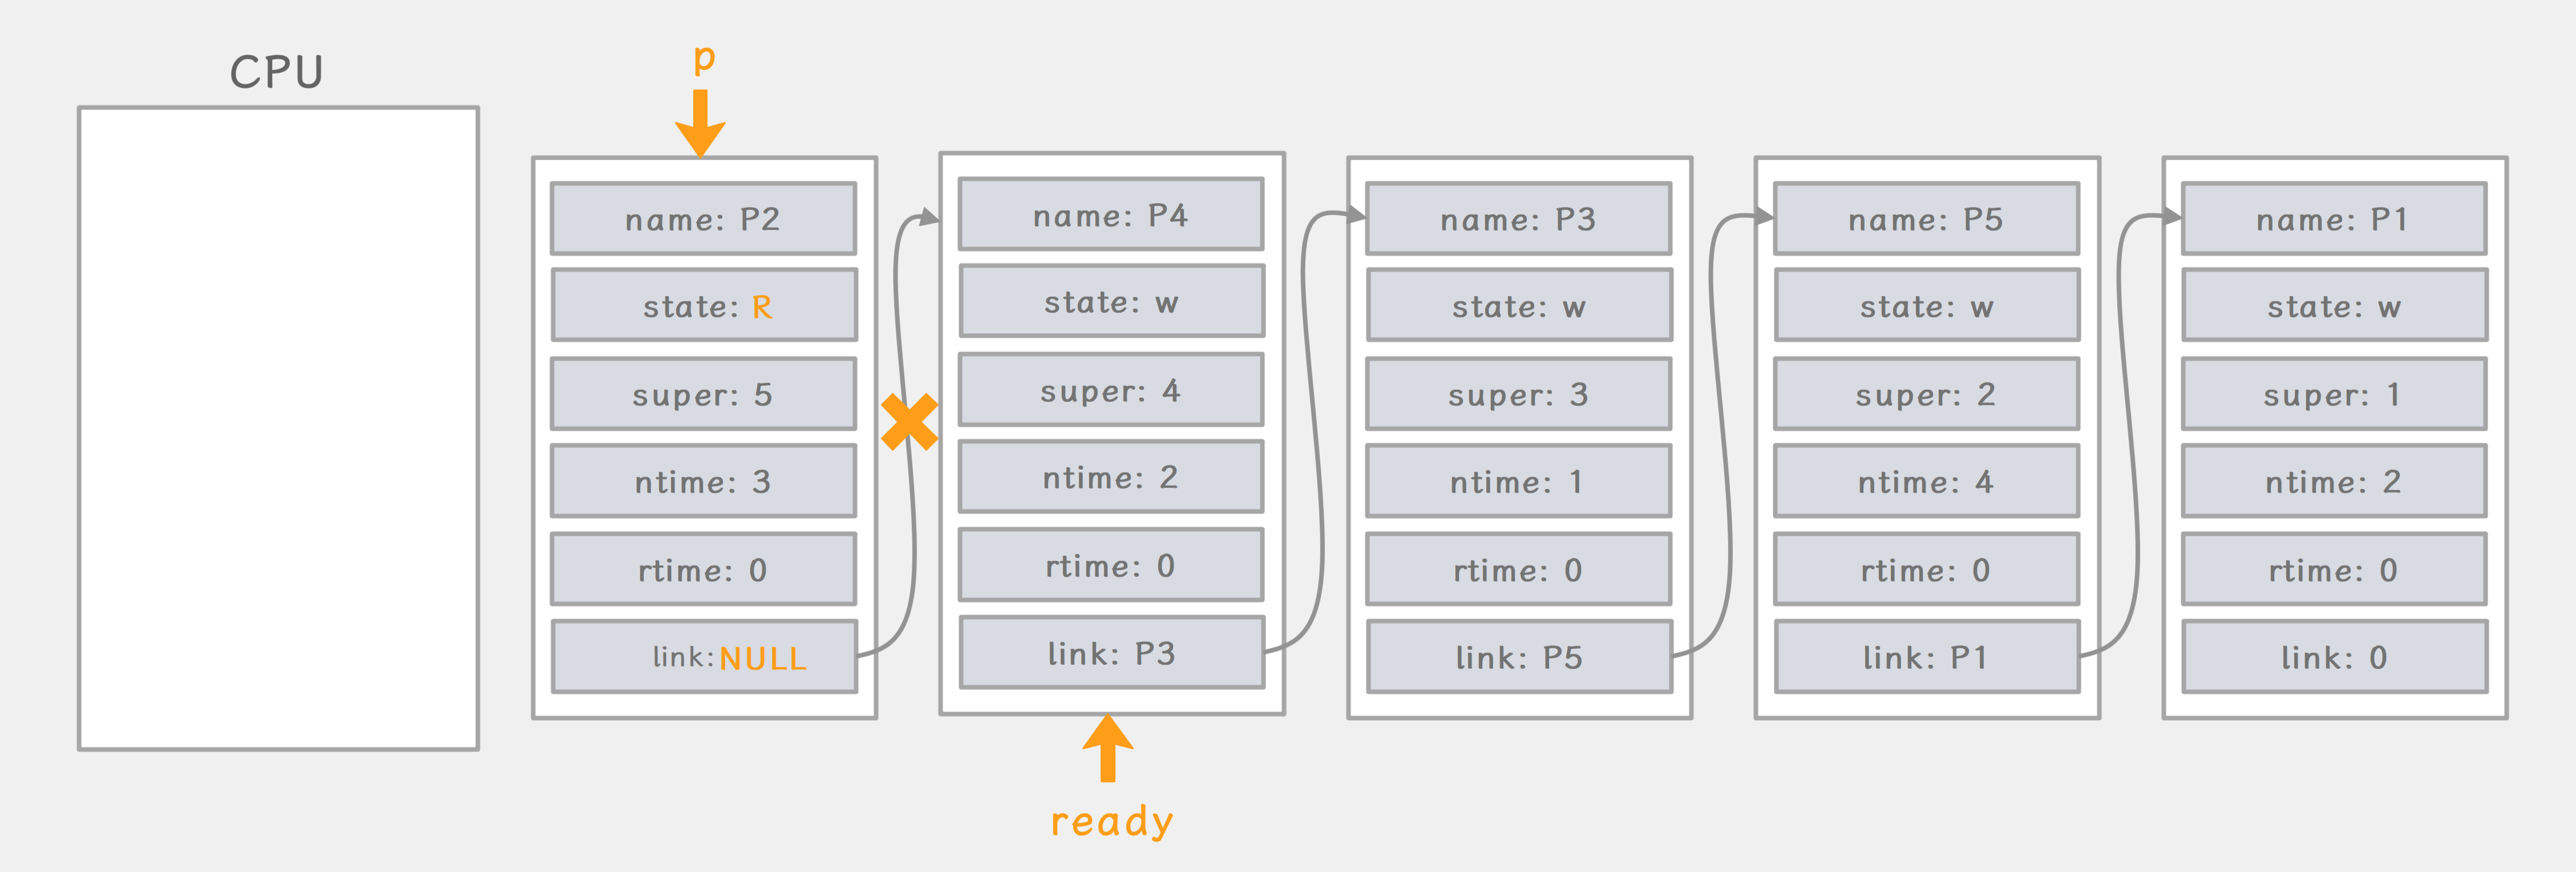 CPU
p
name: P2
state: R
super: 5
ntime: 3
rtime: 0
link: NULL
name: P4
state: w
super: 4
ntime: 2
rtime: 0
link: P3
ready
name: P3
state: w
super: 3
ntime: 1
rtime: 0
link: P5
name: P5
state: w
super: 2
ntime: 4
rtime: 0
link: P1
name: P1
state: w
super: 1
ntime: 2
rtime: 0
link: 0